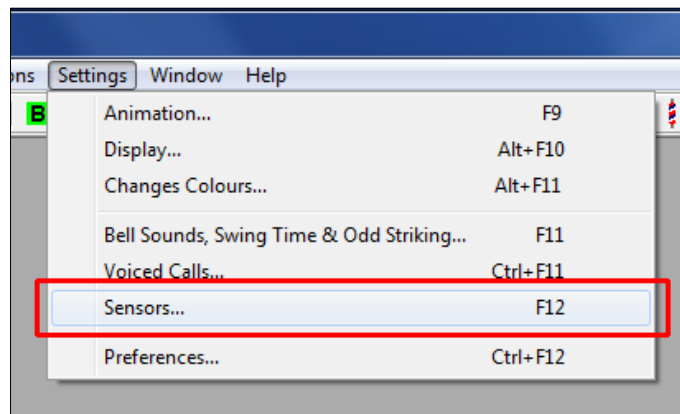 ons Settings Window Help
B
Animation... F9
Display... Alt+F10
Changes Colours... Alt+F11
Bell Sounds, Swing Time & Odd Striking... F11
Voiced Calls... Ctrl+F11
Sensors... F12
Preferences... Ctrl+F12